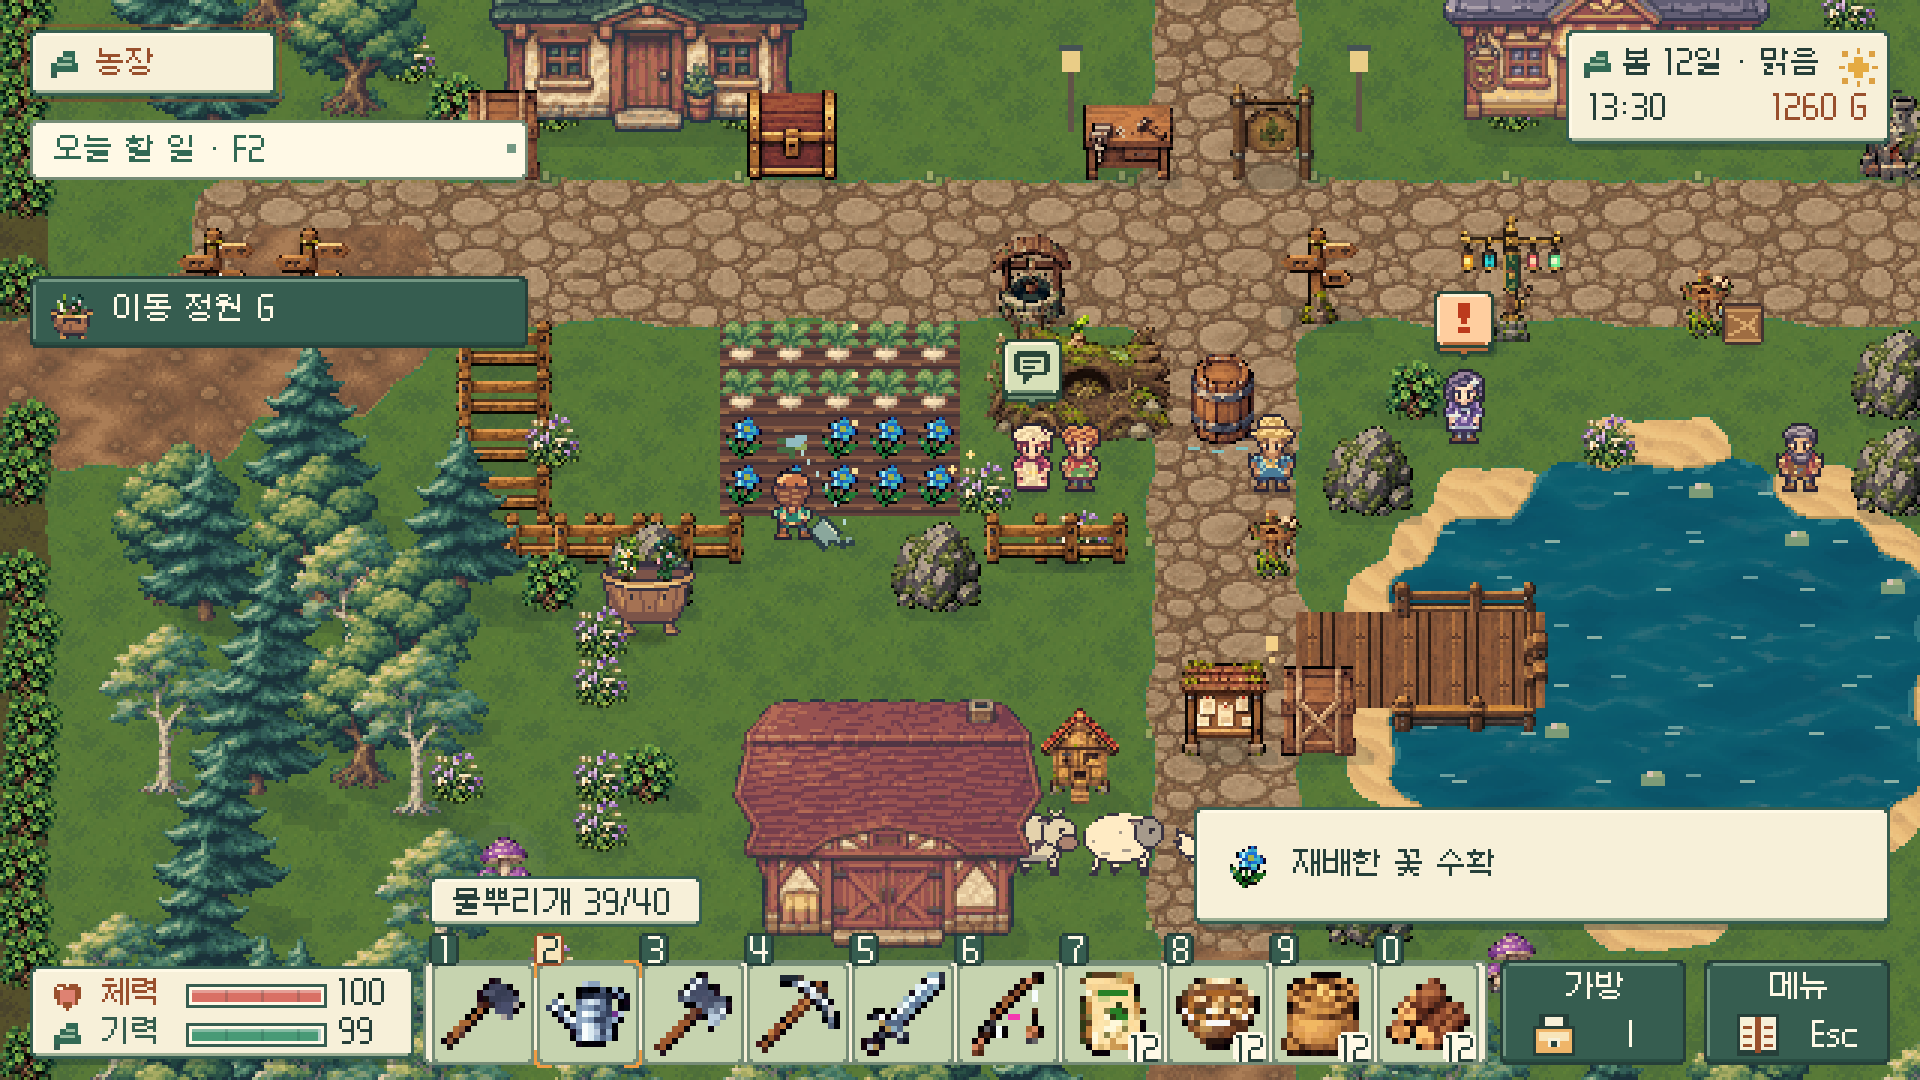 농장
봄 12일 · 맑음
13:30 1260 G
오늘 할 일 · F2
이동 정원 G
재배한 꽃 수확
물뿌리개 39/40
1 2 3 4 5 6 7 8 9 0
체력 100
기력 99
12 12 12 12
가방
I
메뉴
Esc